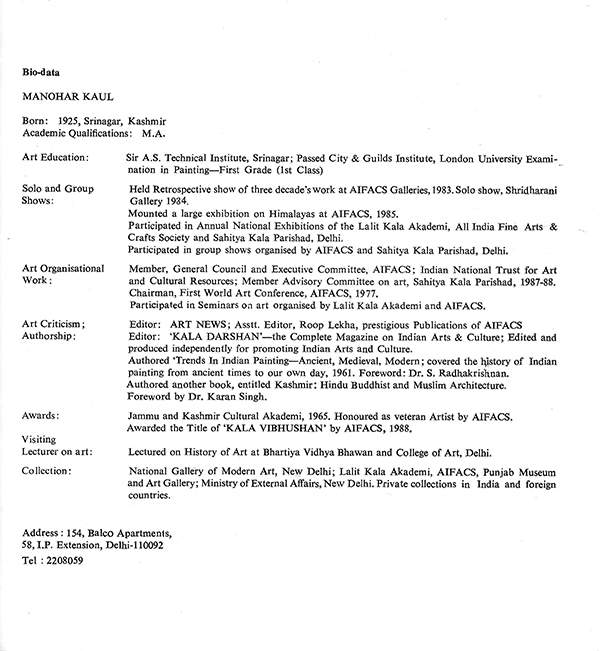 Bio-data
MANOHAR KAUL
Born: 1925, Srinagar, Kashmir
Academic Qualifications: M.A.
Art Education: Sir A.S. Technical Institute, Srinagar; Passed City & Guilds Institute, London University Exami-
nation in Painting—First Grade (1st Class)
Solo and Group Held Retrospective show of three decade's work at AIFACS Galleries, 1983. Solo show, Shridharani
Shows: Gallery 1984.
Mounted a large exhibition on Himalayas at AIFACS, 1985.
Participated in Annual National Exhibitions of the Lalit Kala Akademi, All India Fine Arts &
Crafts Society and Sahitya Kala Parishad, Delhi.
Participated in group shows organised by AIFACS and Sahitya Kala Parishad, Delhi.
Art Organisational Member, General Council and Executive Committee, AIFACS; Indian National Trust for Art
Work: and Cultural Resources; Member Advisory Committee on art, Sahitya Kala Parishad, 1987-88.
Chairman, First World Art Conference, AIFACS, 1977.
Participated in Seminars on art organised by Lalit Kala Akademi and AIFACS.
Art Criticism; Editor: ART NEWS; Asstt. Editor, Roop Lekha, prestigious Publications of AIFACS
Authorship: Editor: 'KALA DARSHAN'—the Complete Magazine on Indian Arts & Culture; Edited and
produced independently for promoting Indian Arts and Culture.
Authored 'Trends In Indian Painting—Ancient, Medieval, Modern; covered the history of Indian
painting from ancient times to our own day, 1961. Foreword: Dr. S. Radhakrishnan.
Authored another book, entitled Kashmir: Hindu Buddhist and Muslim Architecture.
Foreword by Dr. Karan Singh.
Awards: Jammu and Kashmir Cultural Akademi, 1965. Honoured as veteran Artist by AIFACS.
Awarded the Title of 'KALA VIBHUSHAN' by AIFACS, 1988.
Visiting
Lecturer on art: Lectured on History of Art at Bhartiya Vidhya Bhawan and College of Art, Delhi.
Collection: National Gallery of Modern Art, New Delhi; Lalit Kala Akademi, AIFACS, Punjab Museum
and Art Gallery; Ministry of External Affairs, New Delhi. Private collections in India and foreign
countries.
Address : 154, Balco Apartments,
58, I.P. Extension, Delhi-110092
Tel : 2208059